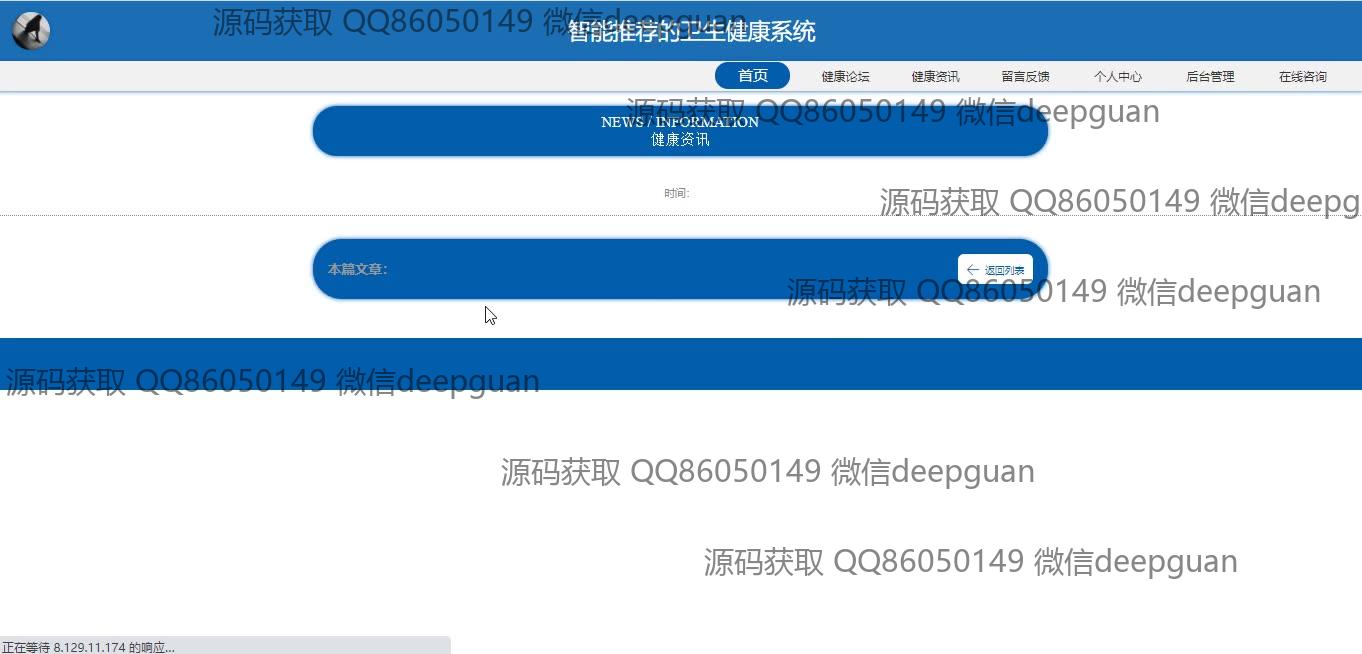 源码获取 QQ86050149 微信deepguan
智能推荐的卫生健康系统
首页 健康论坛 健康资讯 留言反馈 个人中心 后台管理 在线咨询
源码获取 QQ86050149 微信deepguan
NEWS / INFORMATION
健康资讯
时间:
源码获取 QQ86050149 微信deepg
本篇文章:
返回列表
源码获取 QQ86050149 微信deepguan
源码获取 QQ86050149 微信deepguan
源码获取 QQ86050149 微信deepguan
源码获取 QQ86050149 微信deepguan
正在等待 8.129.11.174 的响应...